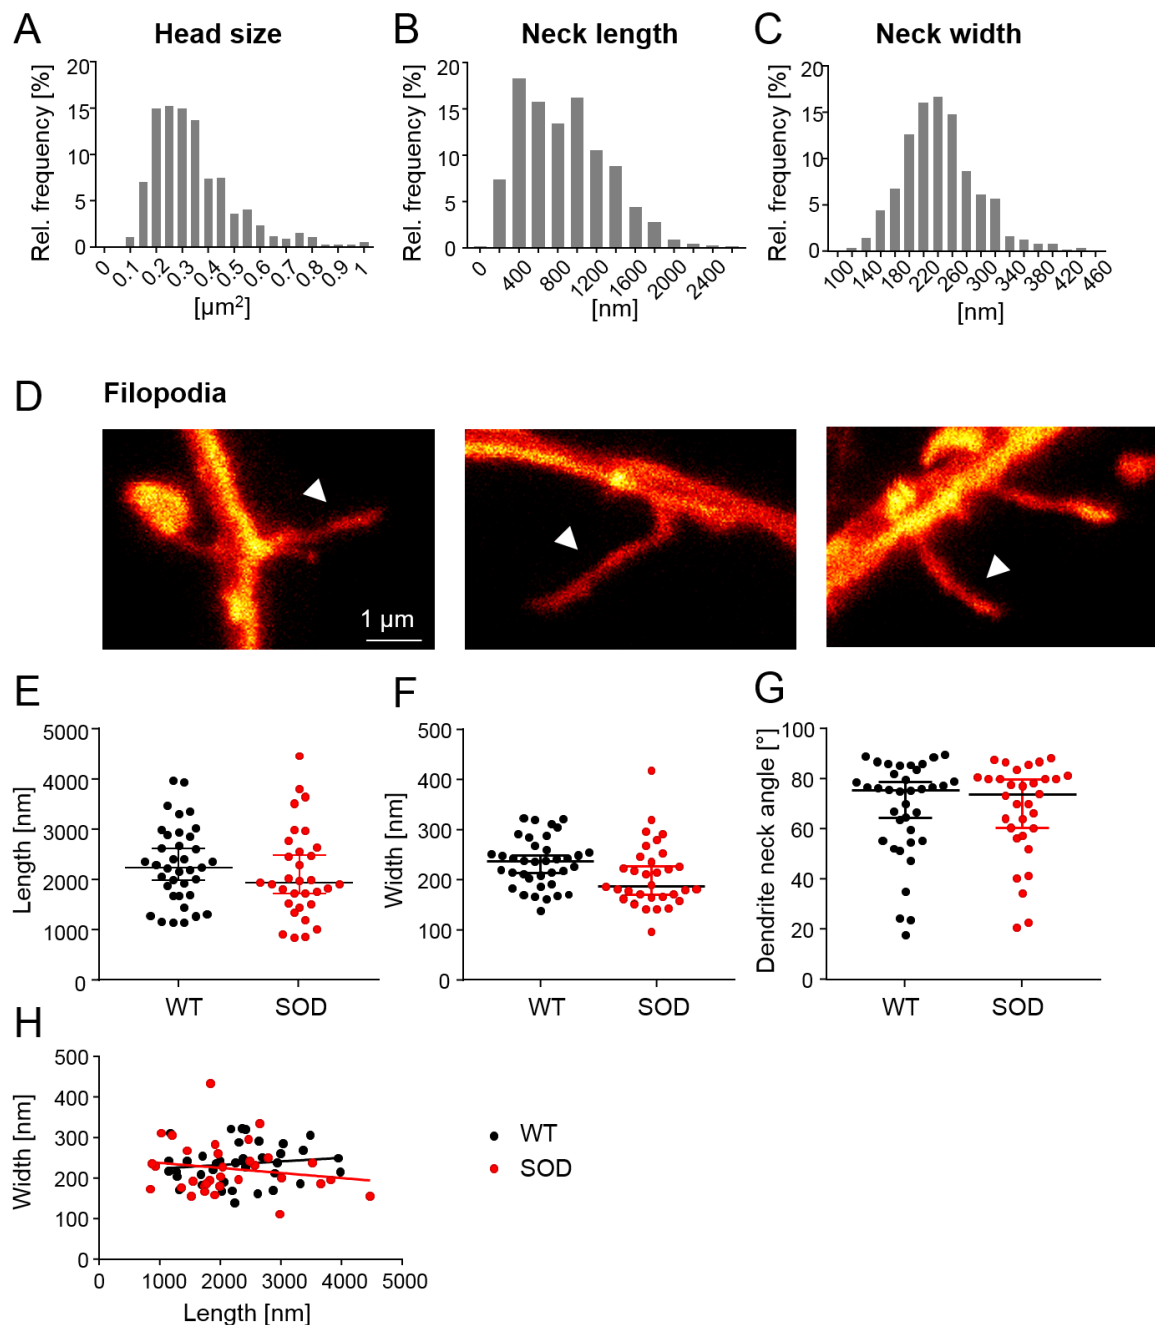 A Head size
Rel. frequency [%]
20
15
10
5
0
0 0.1 0.2 0.3 0.4 0.5 0.6 0.7 0.8 0.9 1
[µm²]
B Neck length
Rel. frequency [%]
20
15
10
5
0
0 400 800 1200 1600 2000 2400
[nm]
C Neck width
Rel. frequency [%]
20
15
10
5
0
100 140 180 220 260 300 340 380 420 460
[nm]
D Filopodia
1 µm
E
Length [nm]
5000
4000
3000
2000
1000
0
WT SOD
F
Width [nm]
500
400
300
200
100
0
WT SOD
G
Dendrite neck angle [°]
100
80
60
40
20
0
WT SOD
H
Width [nm]
500
400
300
200
100
0
0 1000 2000 3000 4000 5000
Length [nm]
WT
SOD